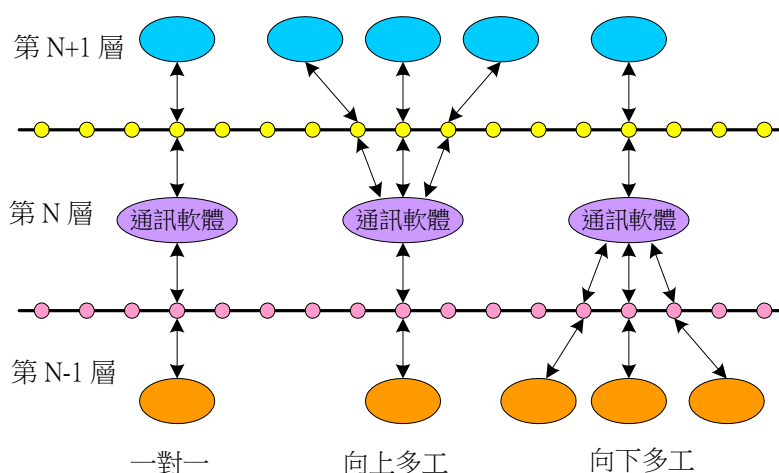 第 N+1 層
第 N 層
通訊軟體
通訊軟體
通訊軟體
第 N-1 層
一對一
向上多工
向下多工